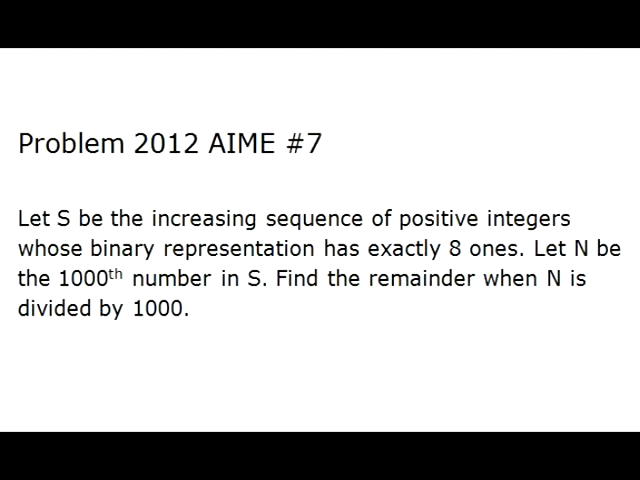 Problem 2012 AIME #7
Let S be the increasing sequence of positive integers
whose binary representation has exactly 8 ones. Let N be
the 1000th number in S. Find the remainder when N is
divided by 1000.